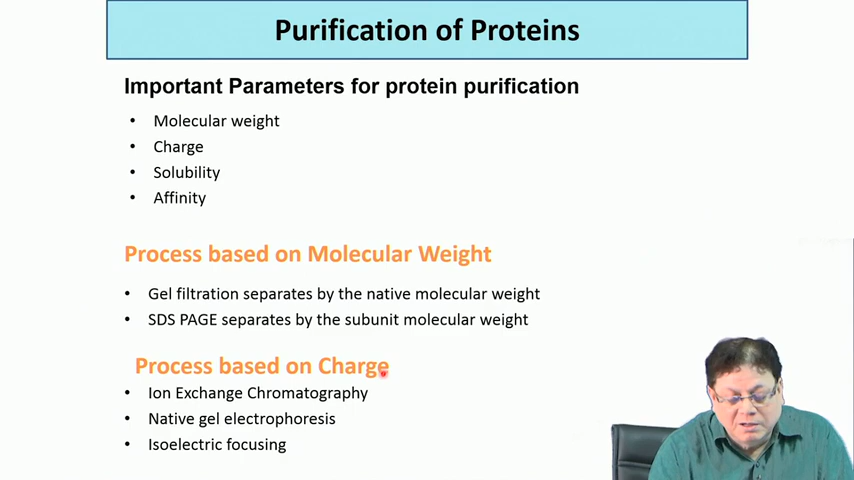 Purification of Proteins
Important Parameters for protein purification
• Molecular weight
• Charge
• Solubility
• Affinity
Process based on Molecular Weight
• Gel filtration separates by the native molecular weight
• SDS PAGE separates by the subunit molecular weight
Process based on Charge
• Ion Exchange Chromatography
• Native gel electrophoresis
• Isoelectric focusing